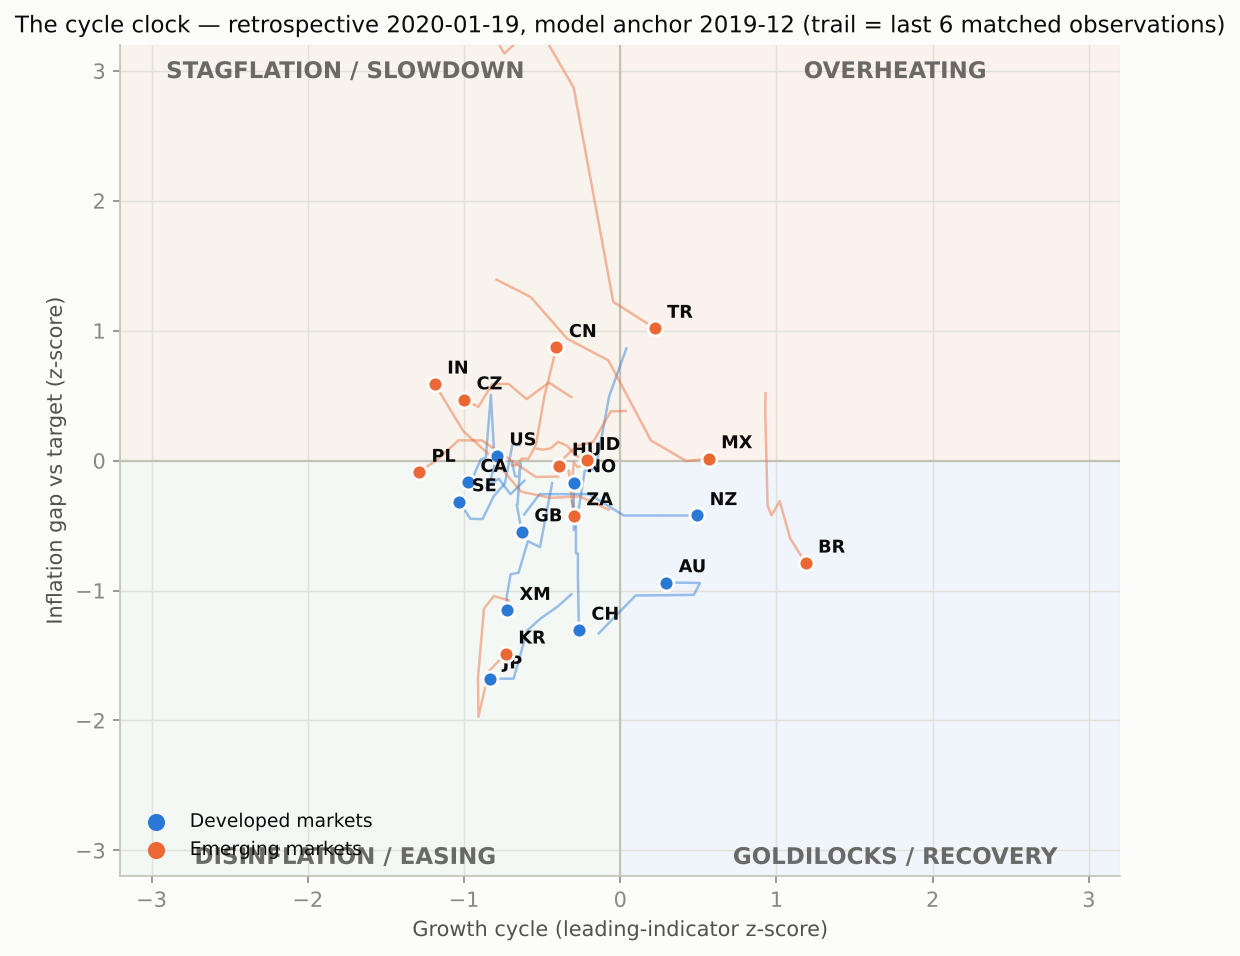 The cycle clock — retrospective 2020-01-19, model anchor 2019-12 (trail = last 6 matched observations)
STAGFLATION / SLOWDOWN
OVERHEATING
3
2
1
0
−1
−2
−3
Inflation gap vs target (z-score)
TR
CN
IN
CZ
US
MX
HU
ID
PL
CA
NO
SE
ZA
NZ
GB
BR
AU
XM
CH
KR
JP
Developed markets
Emerging markets
DISINFLATION / EASING
GOLDILOCKS / RECOVERY
−3
−2
−1
0
1
2
3
Growth cycle (leading-indicator z-score)